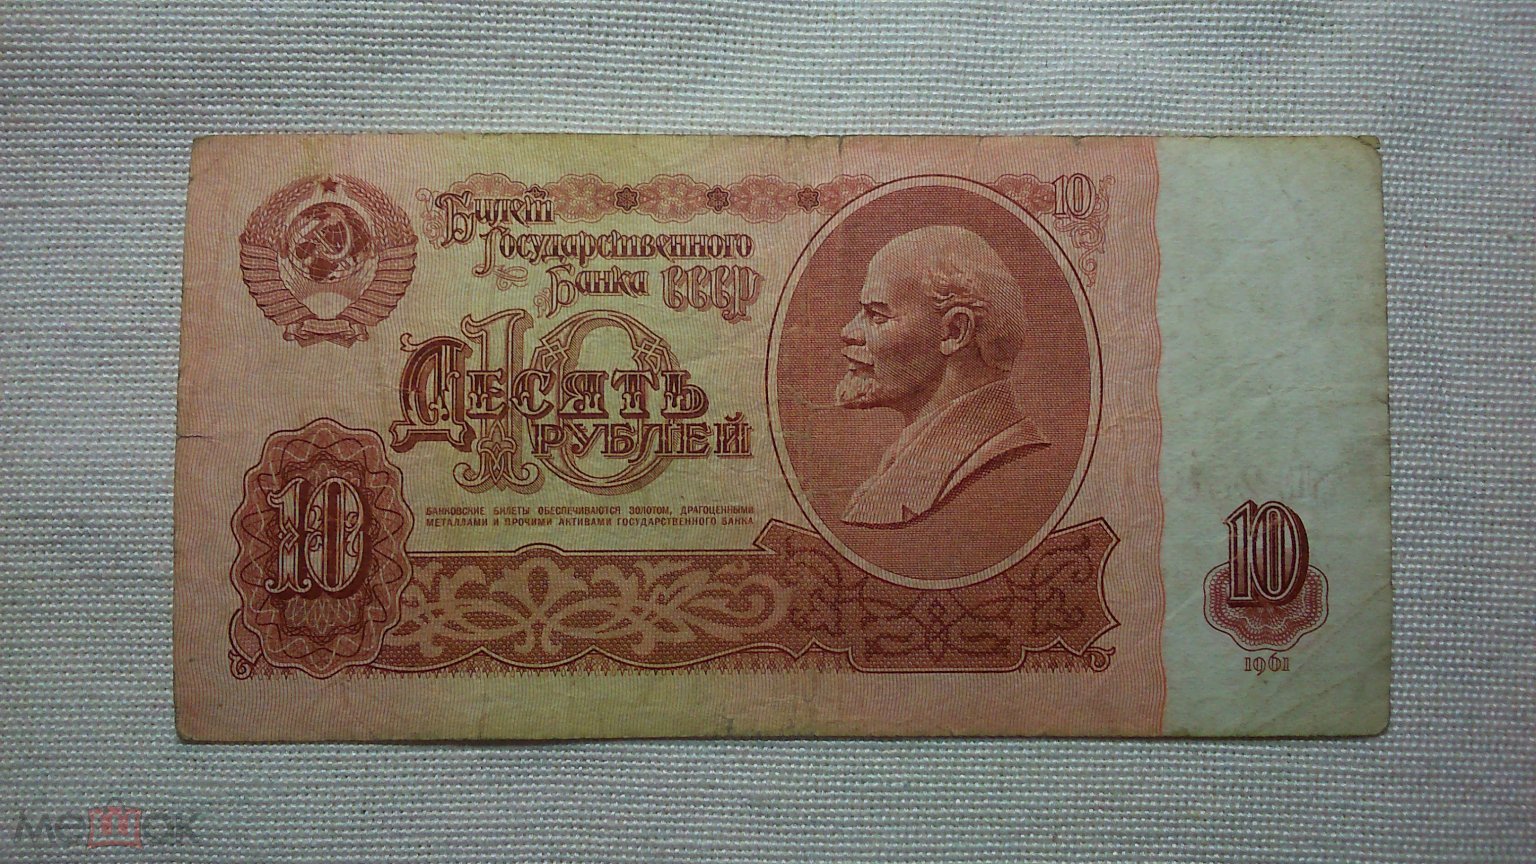 Билет
Государственного
Банка СССР
10
10
Десять
рублей
БАНКОВСКИЕ БИЛЕТЫ ОБЕСПЕЧИВАЮТСЯ ЗОЛОТОМ, ДРАГОЦЕННЫМИ
МЕТАЛЛАМИ И ПРОЧИМИ АКТИВАМИ ГОСУДАРСТВЕННОГО БАНКА
10
10
1961
мешок